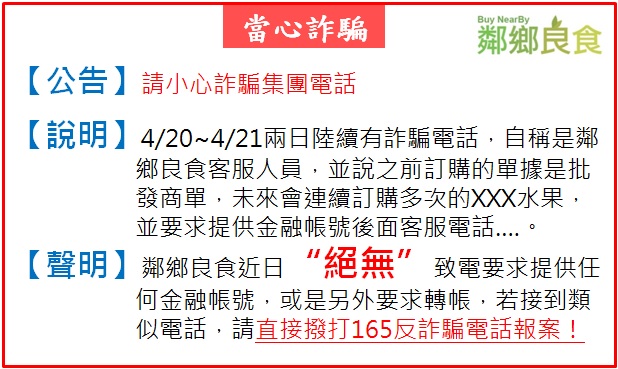 當心詐騙
Buy NearBy
鄰鄉良食
【公告】請小心詐騙集團電話
【說明】4/20~4/21兩日陸續有詐騙電話，自稱是鄰
鄉良食客服人員，並說之前訂購的單據是批
發商單，未來會連續訂購多次的XXX水果，
並要求提供金融帳號後面客服電話....。
【聲明】鄰鄉良食近日“絕無”致電要求提供任
何金融帳號，或是另外要求轉帳，若接到類
似電話，請直接撥打165反詐騙電話報案！